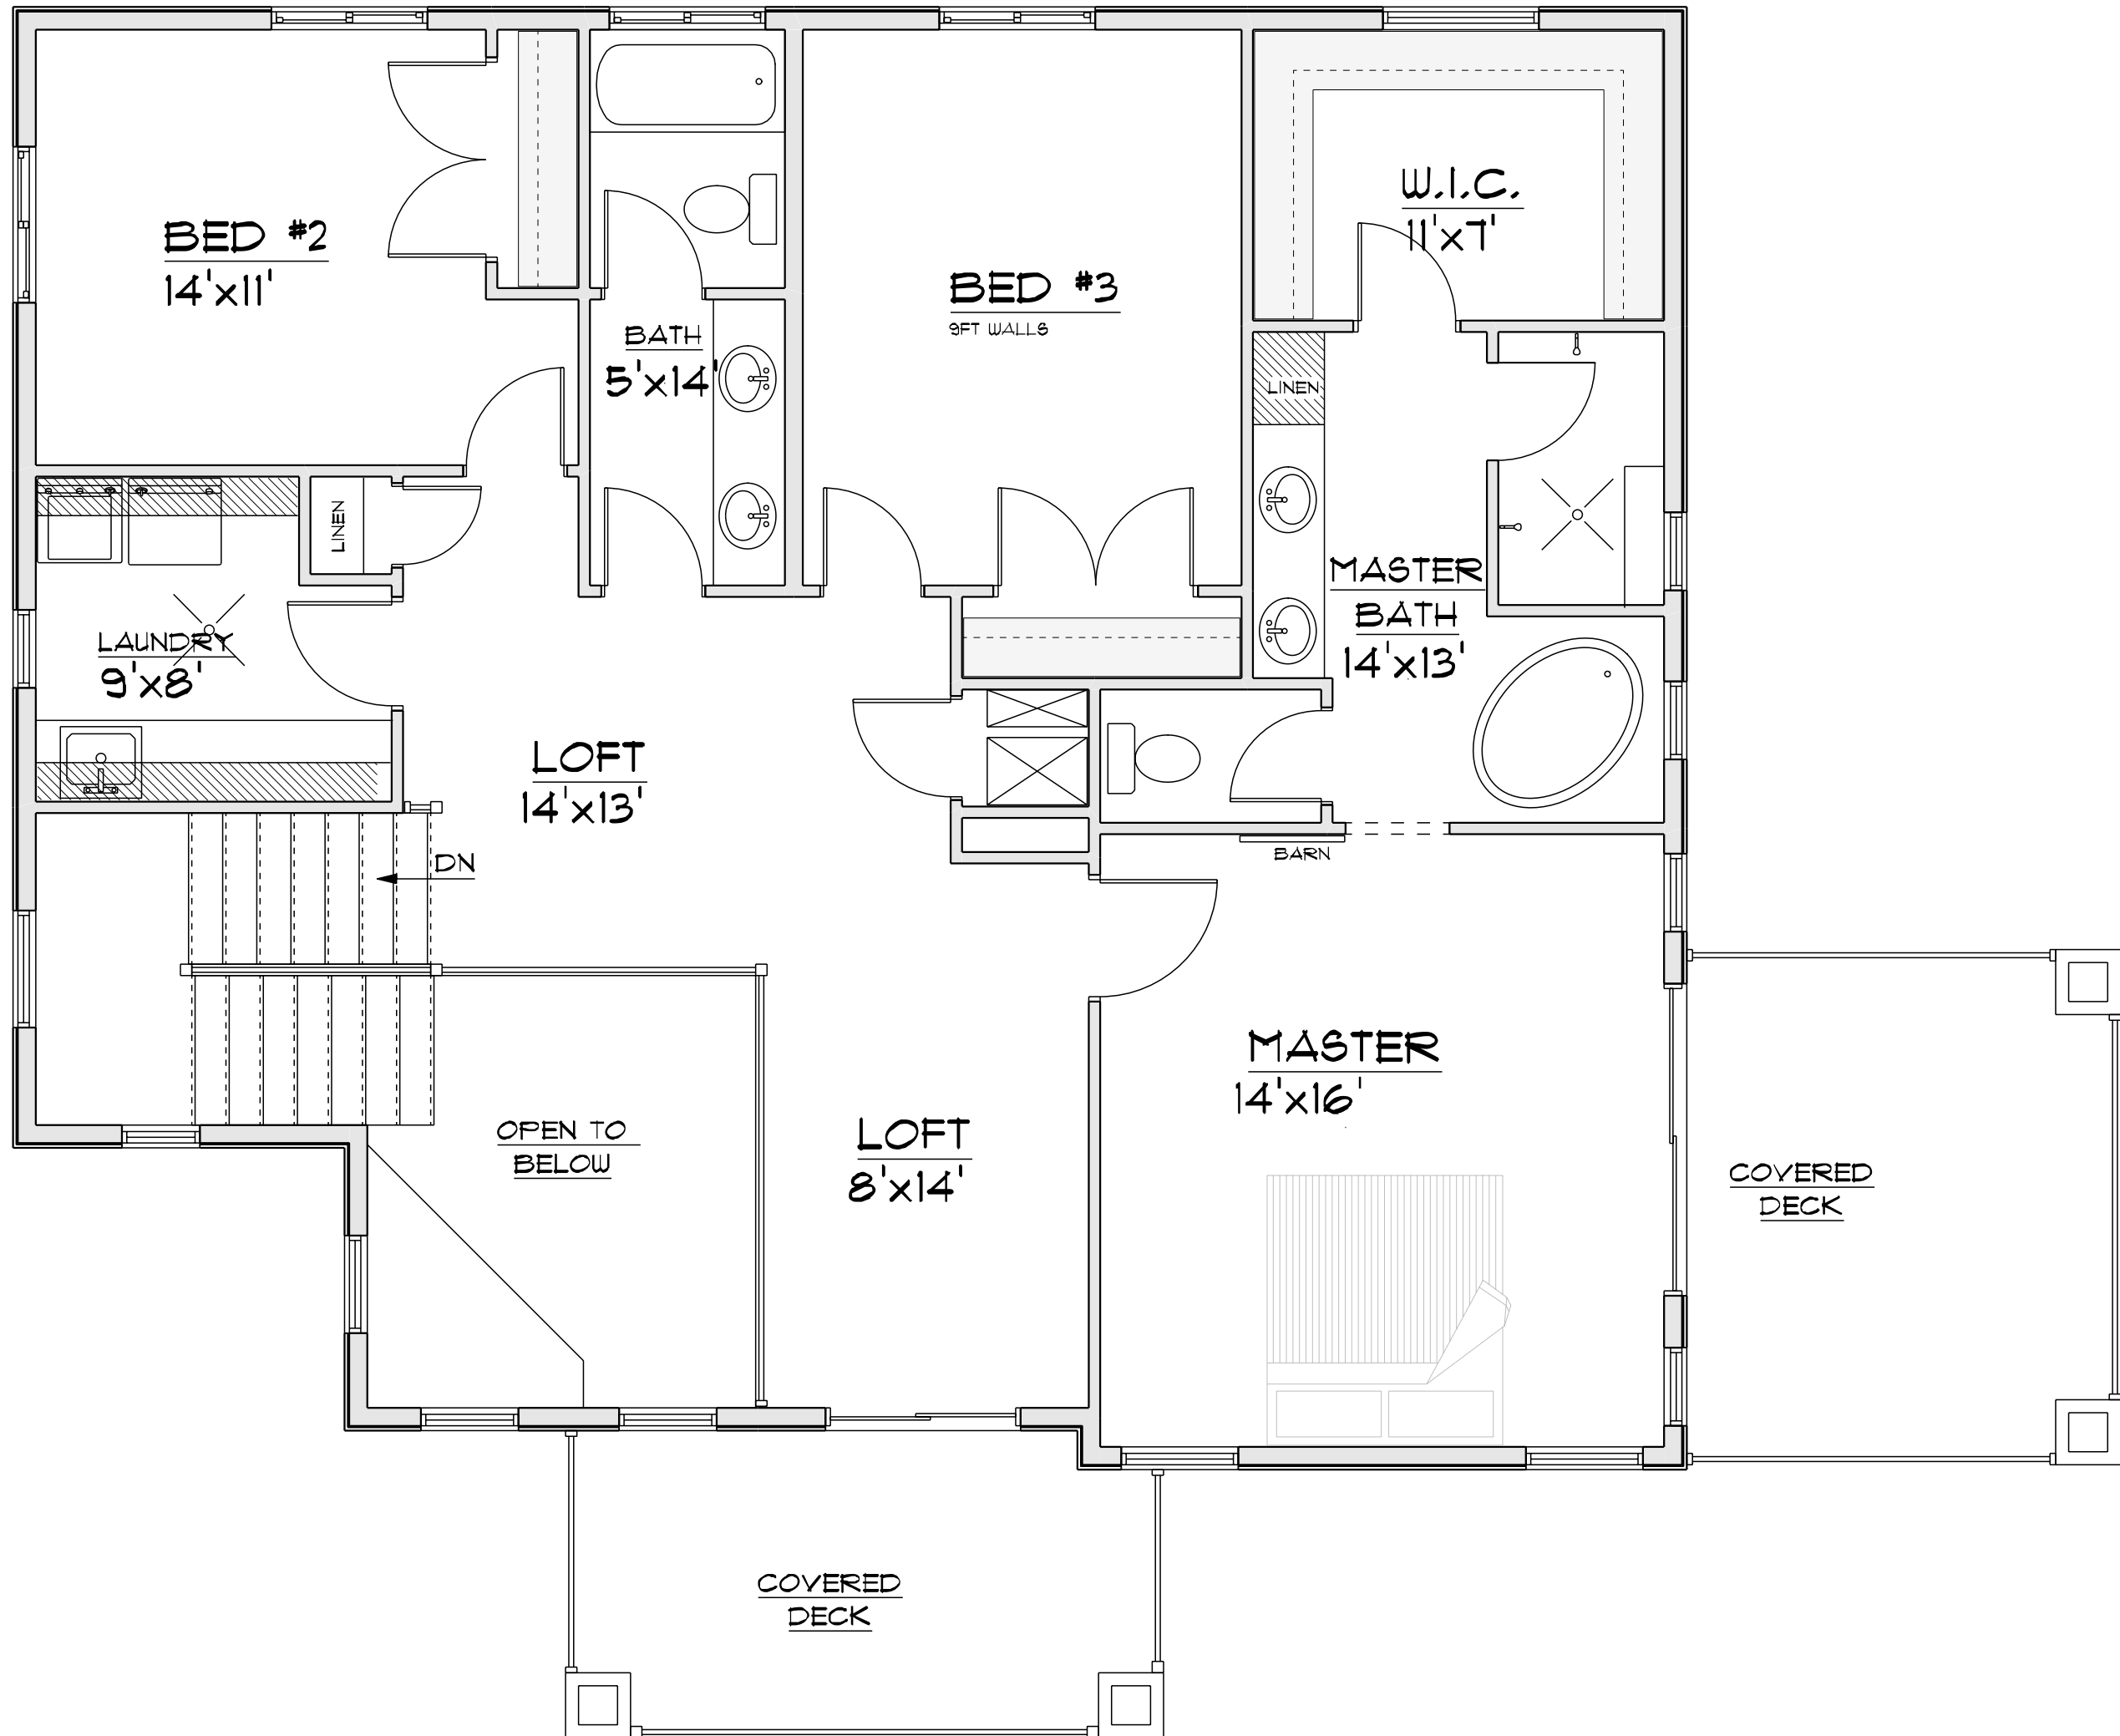 W.I.C.
11'x7'
BED #2
14'x11'
BED #3
9FT WALLS
BATH
5'x14'
LINEN
LINEN
MASTER
BATH
14'x13'
LAUNDRY
9'x8'
LOFT
14'x13'
DN
BARN
MASTER
14'x16'
OPEN TO
BELOW
LOFT
8'x14'
COVERED
DECK
COVERED
DECK